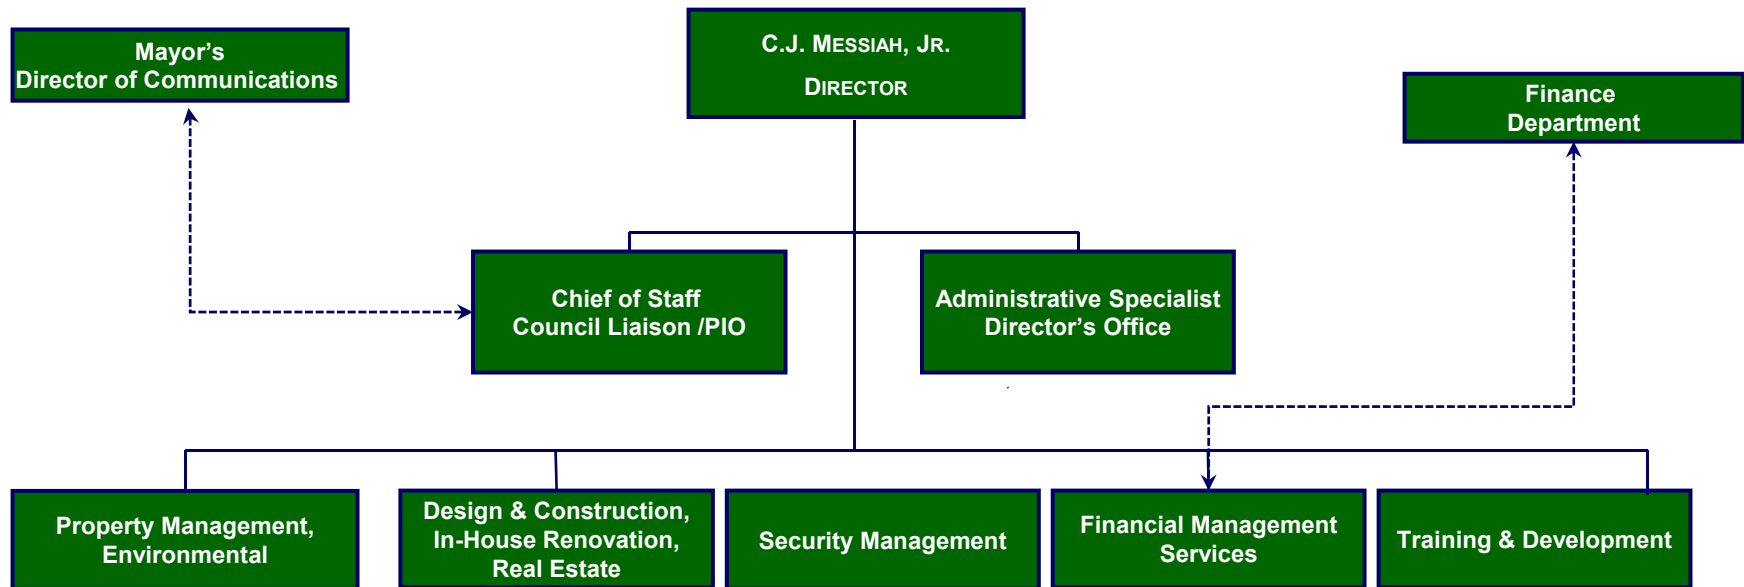 Mayor's
Director of Communications
C.J. MESSIAH, JR.
DIRECTOR
Finance
Department
Chief of Staff
Council Liaison /PIO
Administrative Specialist
Director's Office
Property Management,
Environmental
Design & Construction,
In-House Renovation,
Real Estate
Security Management
Financial Management
Services
Training & Development